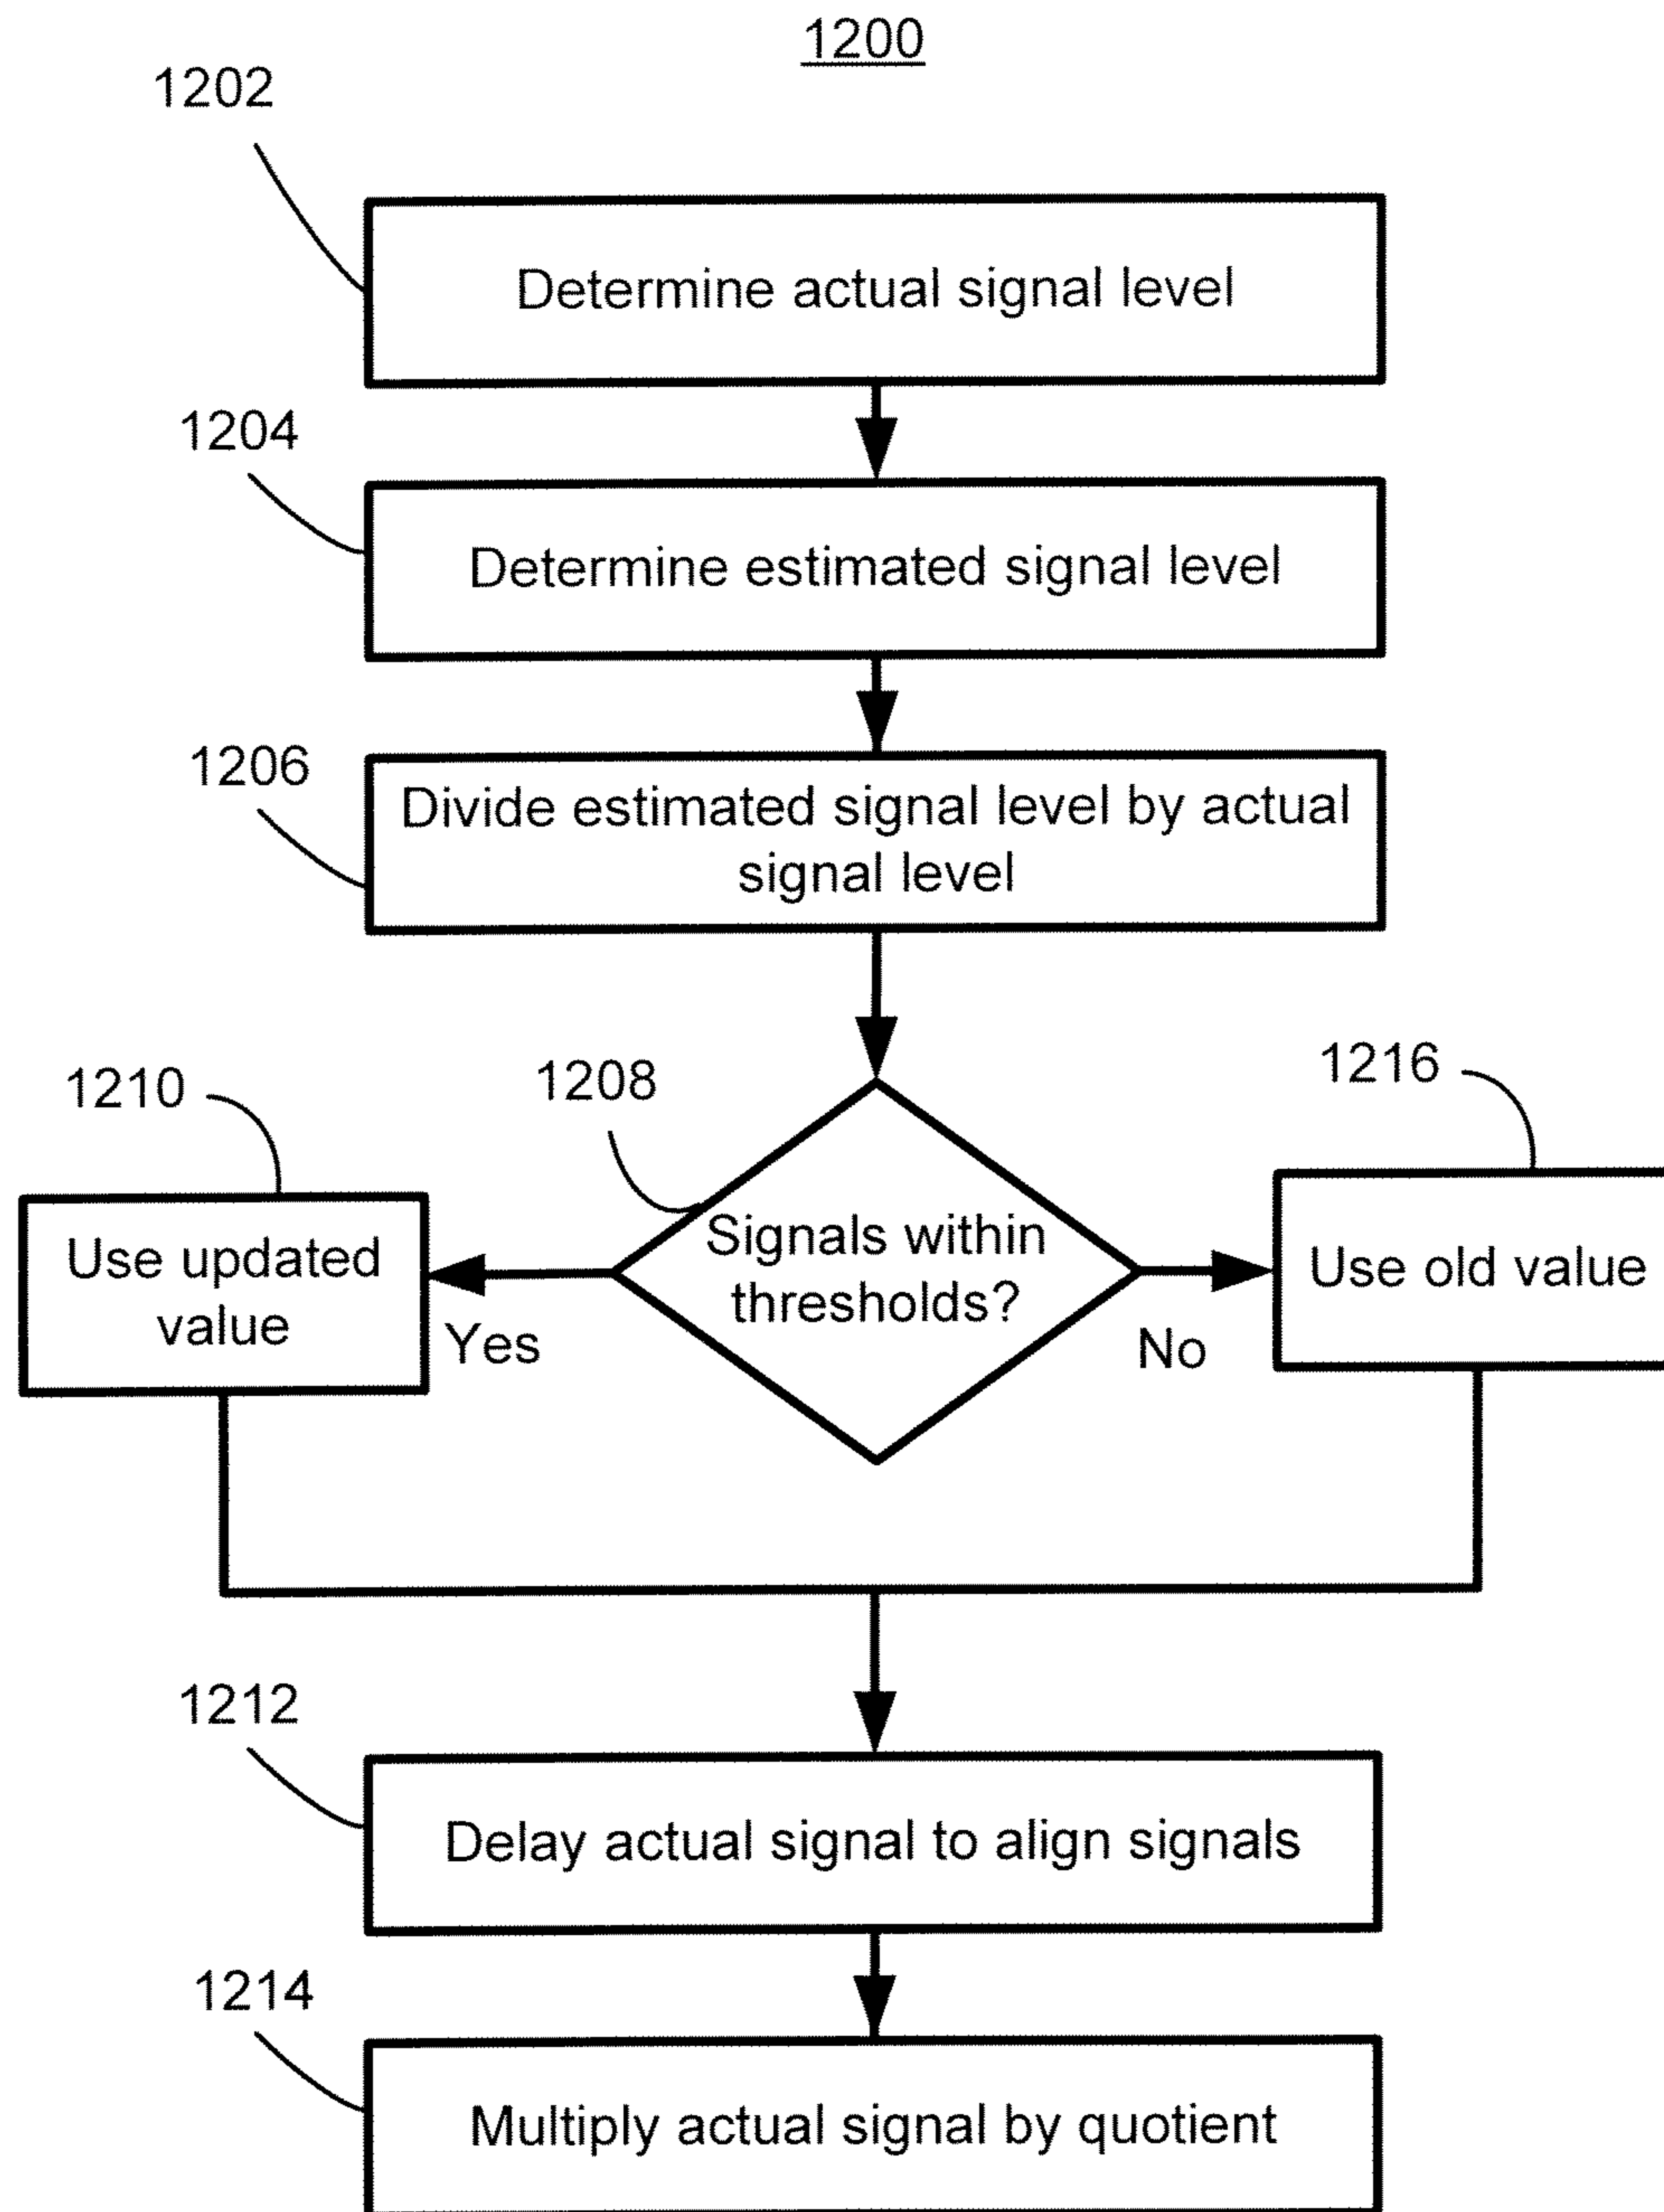 1200
1202
Determine actual signal level
1204
Determine estimated signal level
1206
Divide estimated signal level by actual
signal level
1208
Signals within
thresholds?
1210
Use updated
value
Yes
1216
Use old value
No
1212
Delay actual signal to align signals
1214
Multiply actual signal by quotient